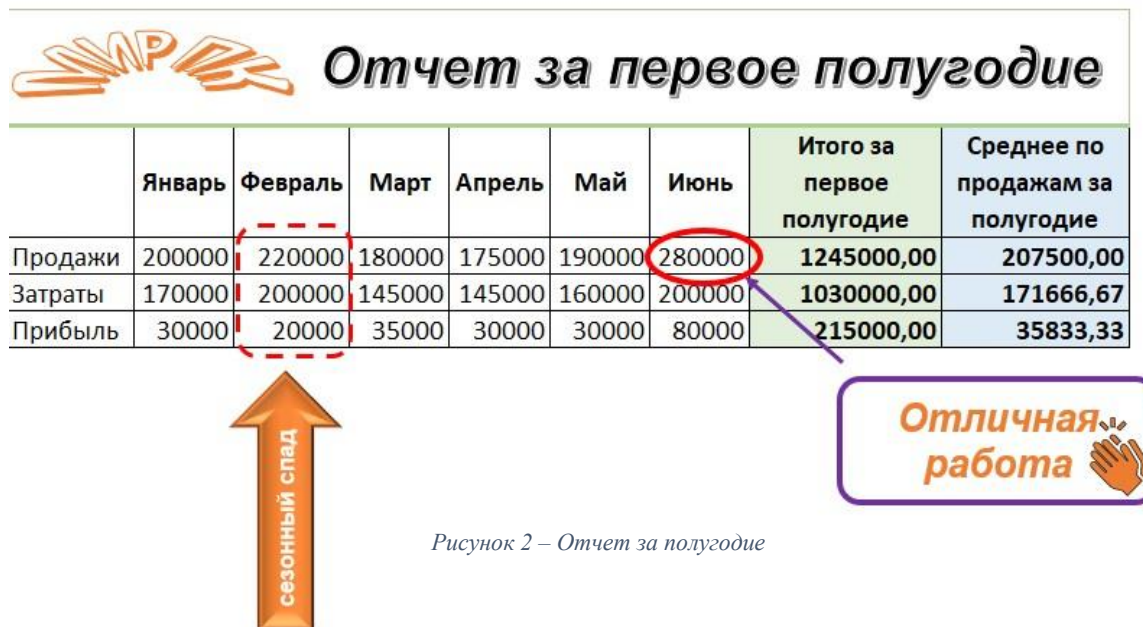 МИР ПК
Отчет за первое полугодие
Январь Февраль Март Апрель Май Июнь Итого за первое полугодие Среднее по продажам за полугодие
Продажи 200000 220000 180000 175000 190000 280000 1245000,00 207500,00
Затраты 170000 200000 145000 145000 160000 200000 1030000,00 171666,67
Прибыль 30000 20000 35000 30000 30000 80000 215000,00 35833,33
Отличная
работа
сезонный спад
Рисунок 2 – Отчет за полугодие